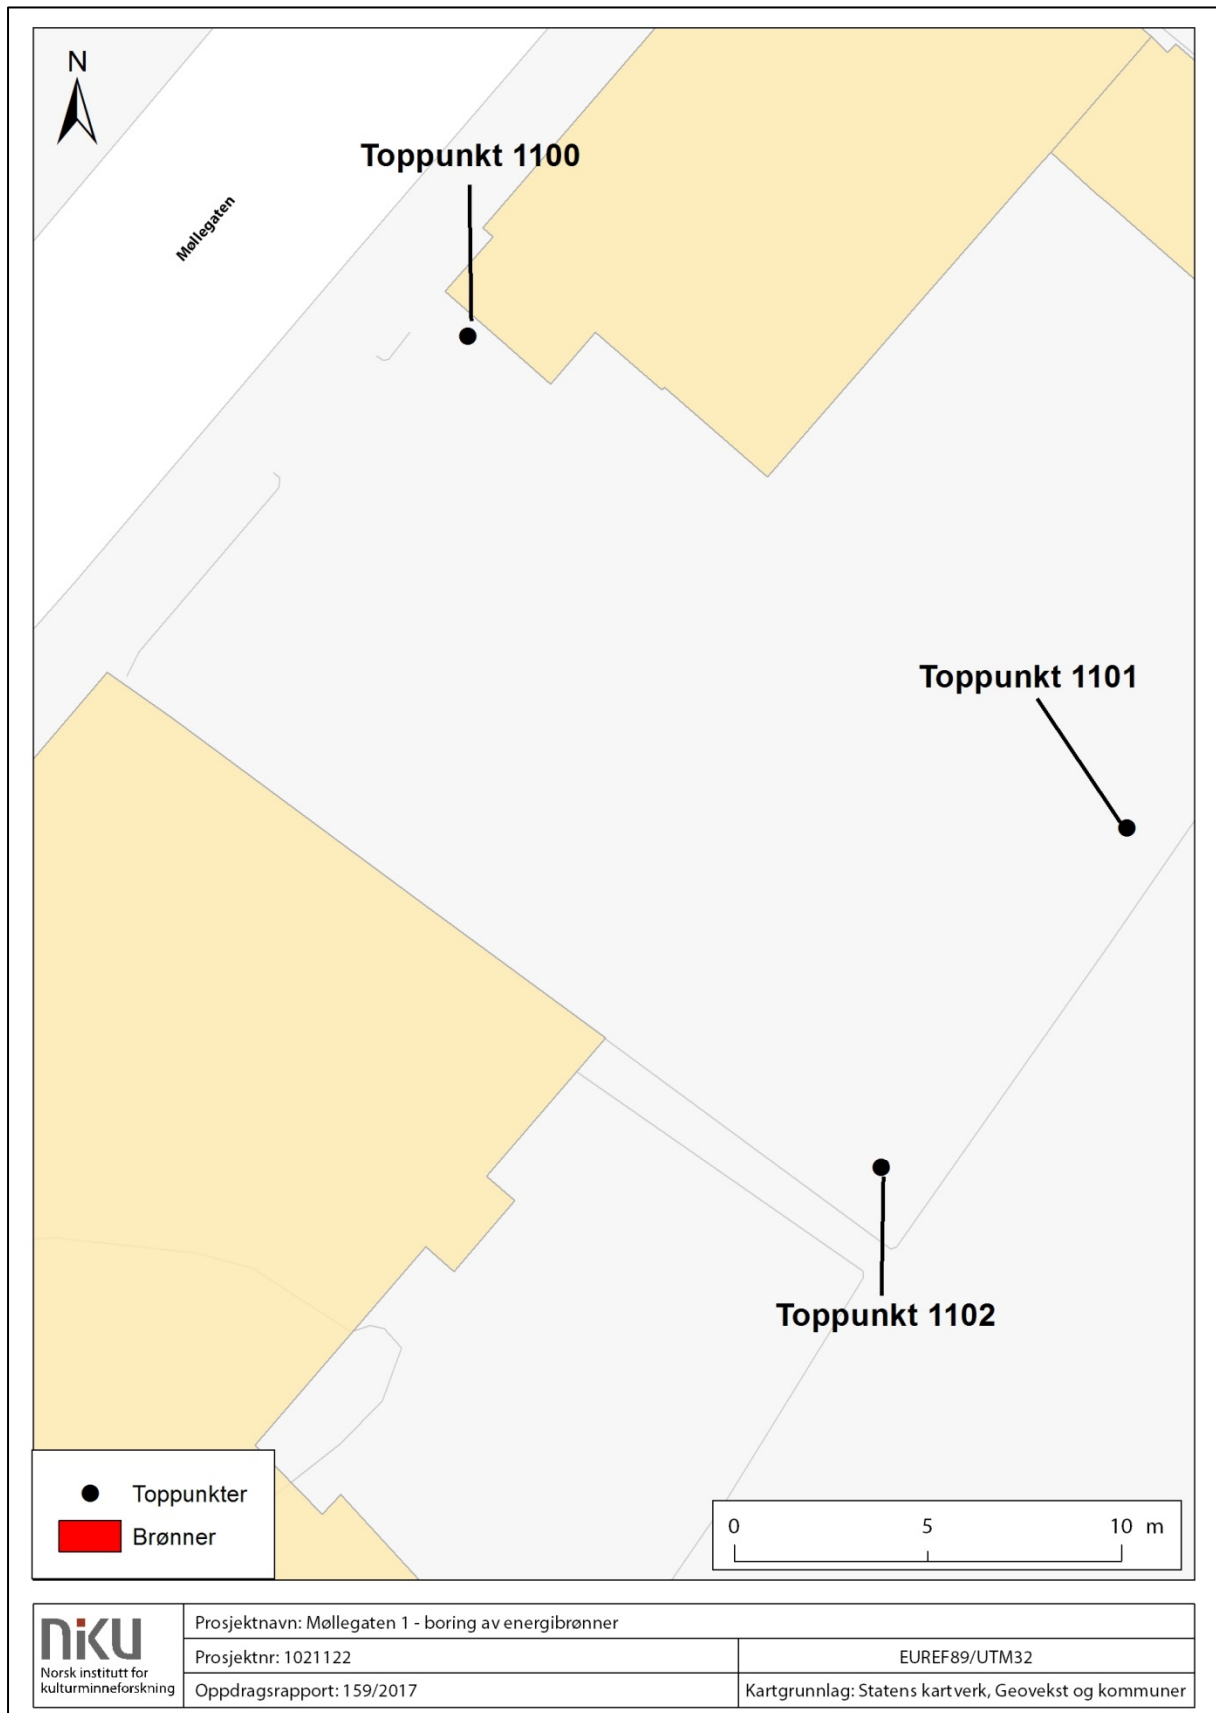 N
Toppunkt 1100
Møllegaten
Toppunkt 1101
Toppunkt 1102
Toppunkter
Brønner
0 5 10 m
niku
Norsk institutt for
kulturminneforskning
Prosjektnavn: Møllegaten 1 - boring av energibrønner
Prosjektnr: 1021122
EUREF89/UTM32
Oppdragsrapport: 159/2017
Kartgrunnlag: Statens kartverk, Geovekst og kommuner